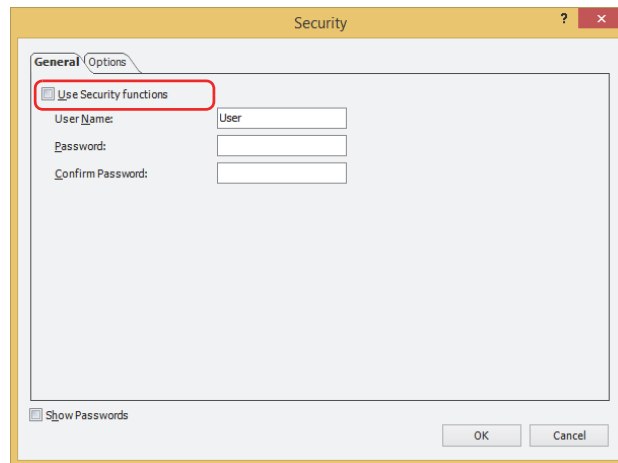 Security
? ×
General Options
Use Security functions
User Name: User
Password:
Confirm Password:
Show Passwords
OK Cancel